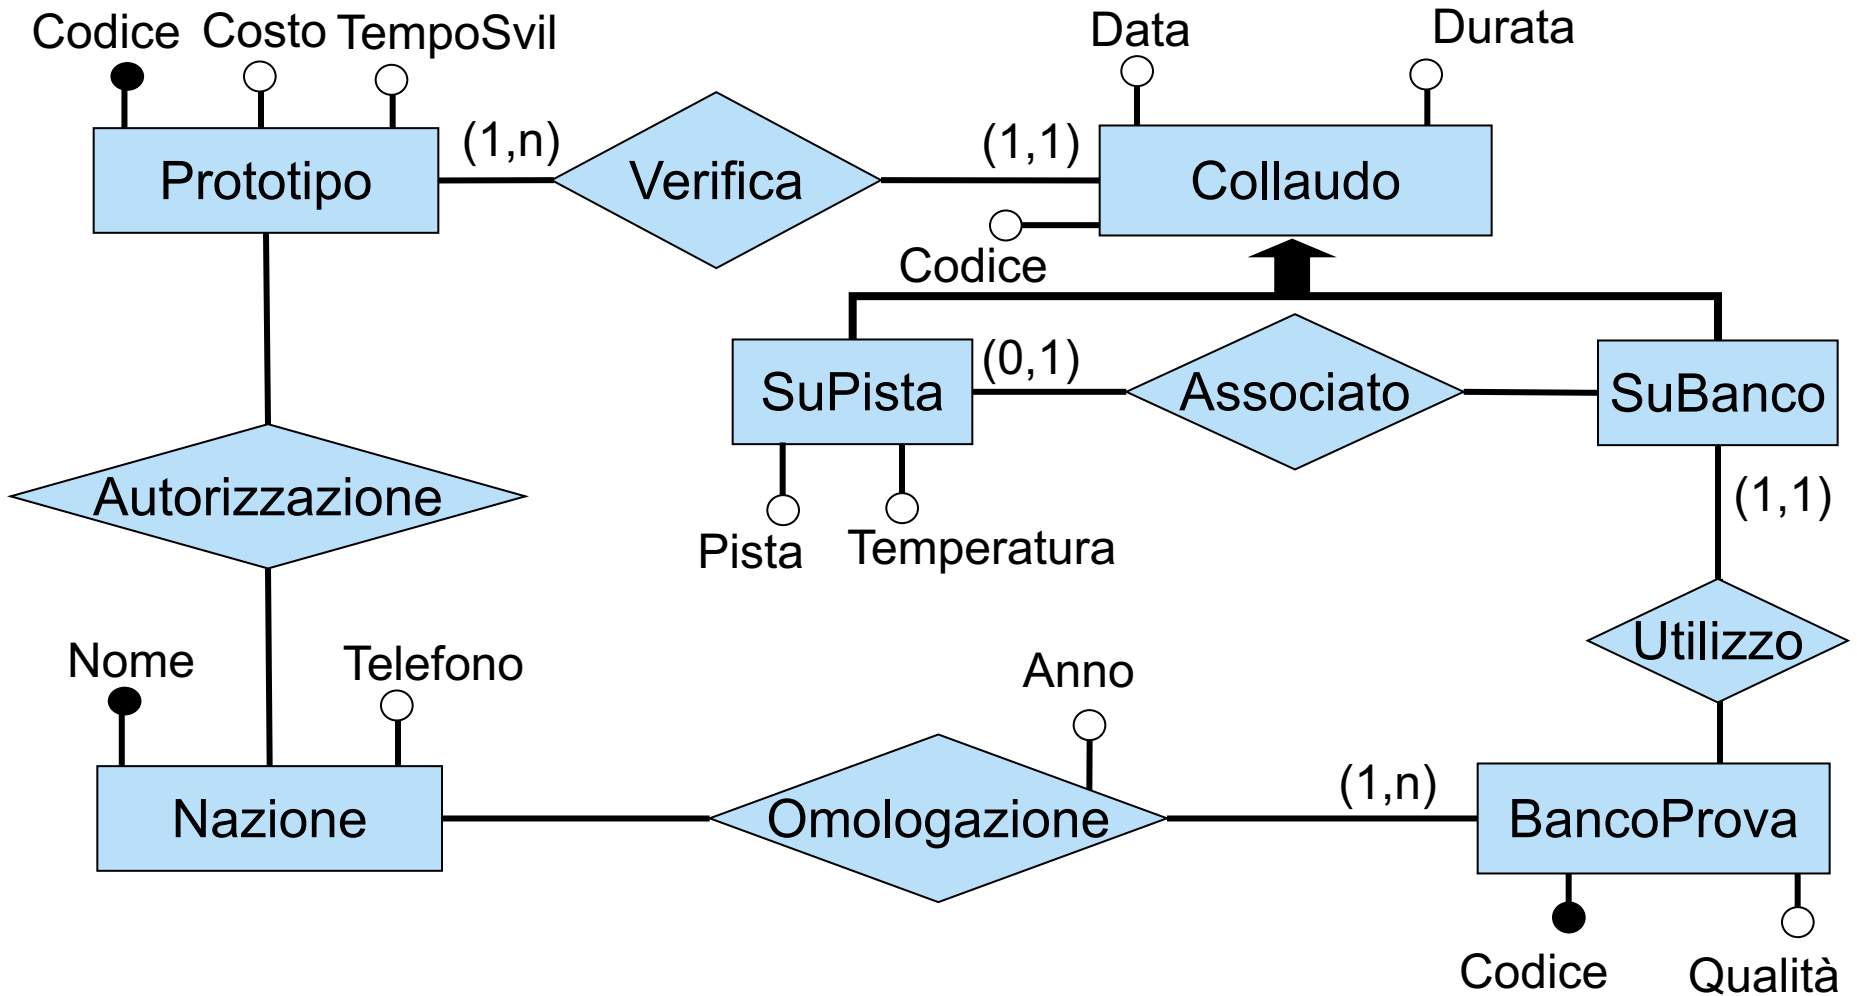 Codice Costo TempoSvil
Data
Durata
(1,n)
(1,1)
Prototipo
Verifica
Collaudo
Codice
(0,1)
SuPista
Associato
SuBanco
Autorizzazione
(1,1)
Pista
Temperatura
Utilizzo
Nome
Telefono
Anno
(1,n)
Nazione
Omologazione
BancoProva
Codice
Qualità